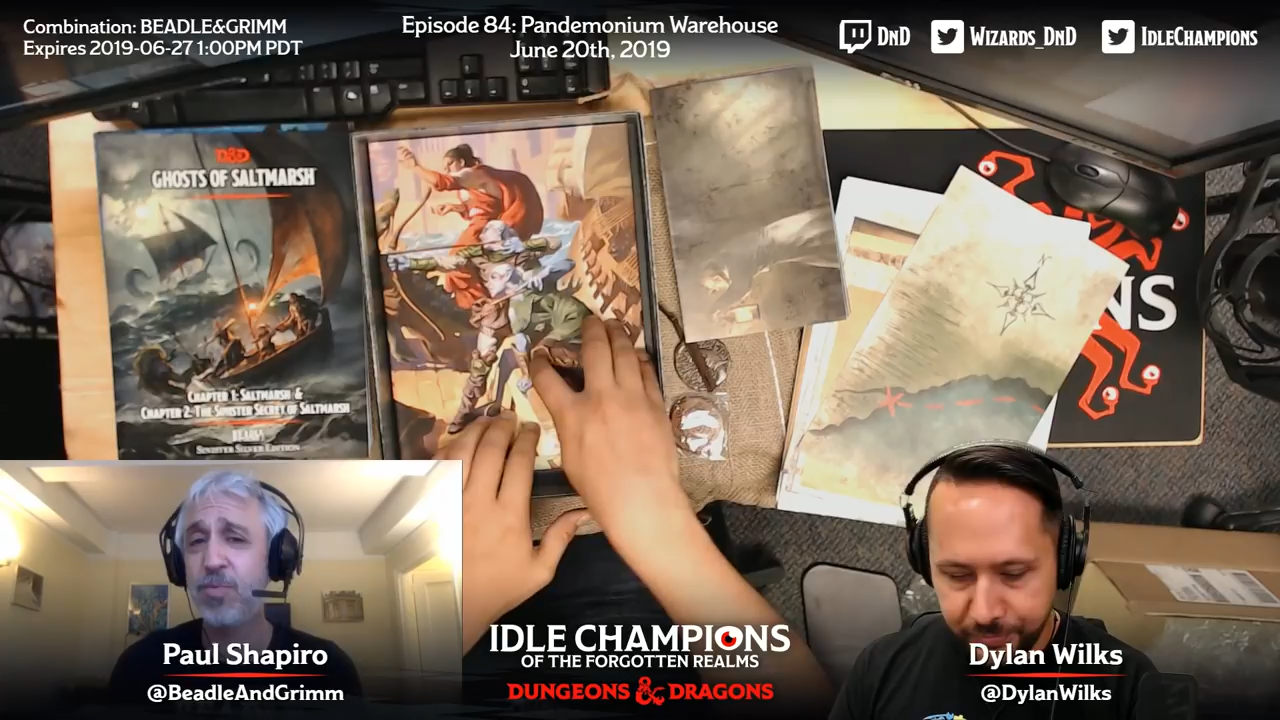 Combination: BEADLE&GRIMM
Expires 2019-06-27 1:00PM PDT
Episode 84: Pandemonium Warehouse
June 20th, 2019
DnD
Wizards_DnD
IdleChampions
D&D
GHOSTS OF SALTMARSH
CHAPTER 1: SALTMARSH &
CHAPTER 2: THE SINISTER SECRET OF SALTMARSH
SINISTER SILVER EDITION
NS
Paul Shapiro
@BeadleAndGrimm
IDLE CHAMPIONS
OF THE FORGOTTEN REALMS
DUNGEONS & DRAGONS
Dylan Wilks
@DylanWilks